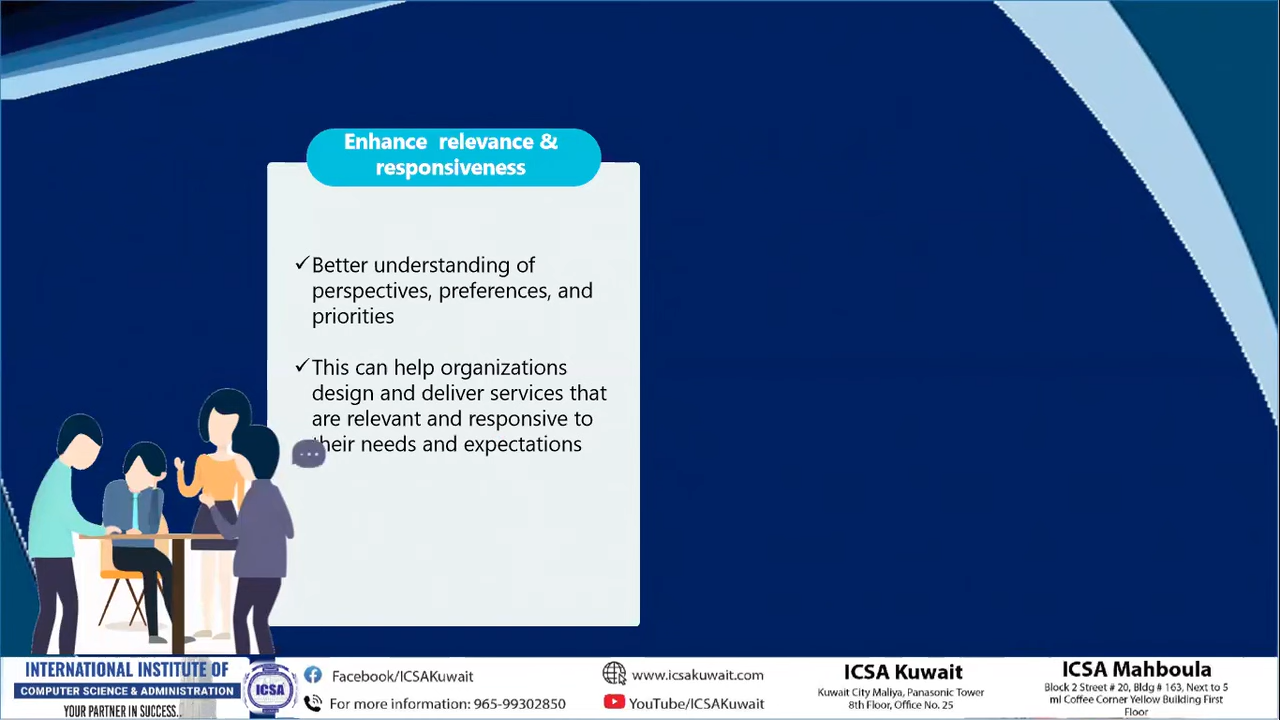 Enhance relevance &
responsiveness
✓Better understanding of
perspectives, preferences, and
priorities
✓This can help organizations
design and deliver services that
are relevant and responsive to
their needs and expectations
INTERNATIONAL INSTITUTE OF
COMPUTER SCIENCE & ADMINISTRATION
YOUR PARTNER IN SUCCESS..
ICSA
Facebook/ICSAKuwait
For more information: 965-99302850
www.icsakuwait.com
YouTube/ICSAKuwait
ICSA Kuwait
Kuwait City Maliya, Panasonic Tower
8th Floor, Office No. 25
ICSA Mahboula
Block 2 Street # 20, Bldg # 163, Next to 5
ml Coffee Corner Yellow Building First
Floor